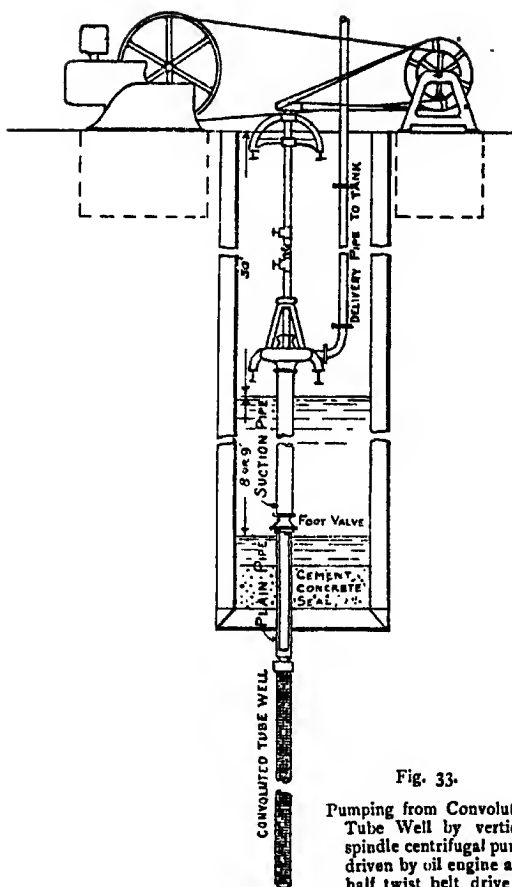 30'
DELIVERY PIPE TO TANK
8 OR 9'
SUCTION PIPE
FOOT VALVE
PLAIN PIPE
CEMENT
CONCRETE
SEAL,
CONVOLUTED TUBE WELL
Fig. 33.
Pumping from Convolut
Tube Well by vertic
spindle centrifugal pur
driven by oil engine a
half twist belt drive